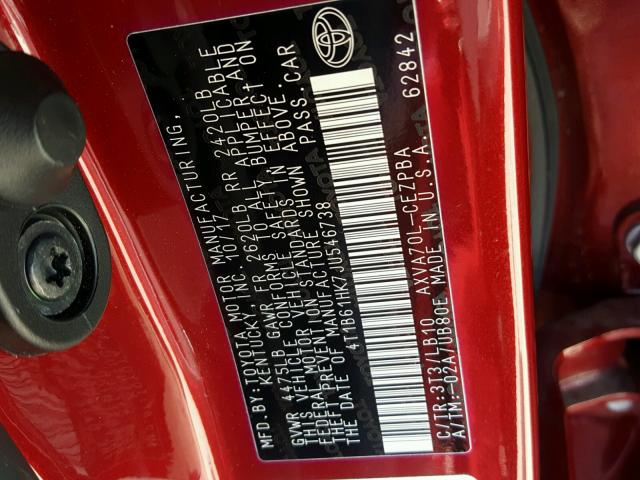 MFD. BY: TOYOTA MOTOR MANUFACTURING,
KENTUCKY, INC. 10/17
GVWR 4475LB GAWR FR 2620LB RR 2420LB
THIS VEHICLE CONFORMS TO ALL APPLICABLE
FEDERAL MOTOR VEHICLE SAFETY, BUMPER, AND
THEFT PREVENTION STANDARDS IN EFFECT ON
THE DATE OF MANUFACTURE SHOWN ABOVE.
4T1B61HK7JU546738 PASS. CAR
C/TR:3T3/LB10 AXVA70L-CEZPBA
A/TM:-02A/UB80E MADE IN U.S.A. 62842